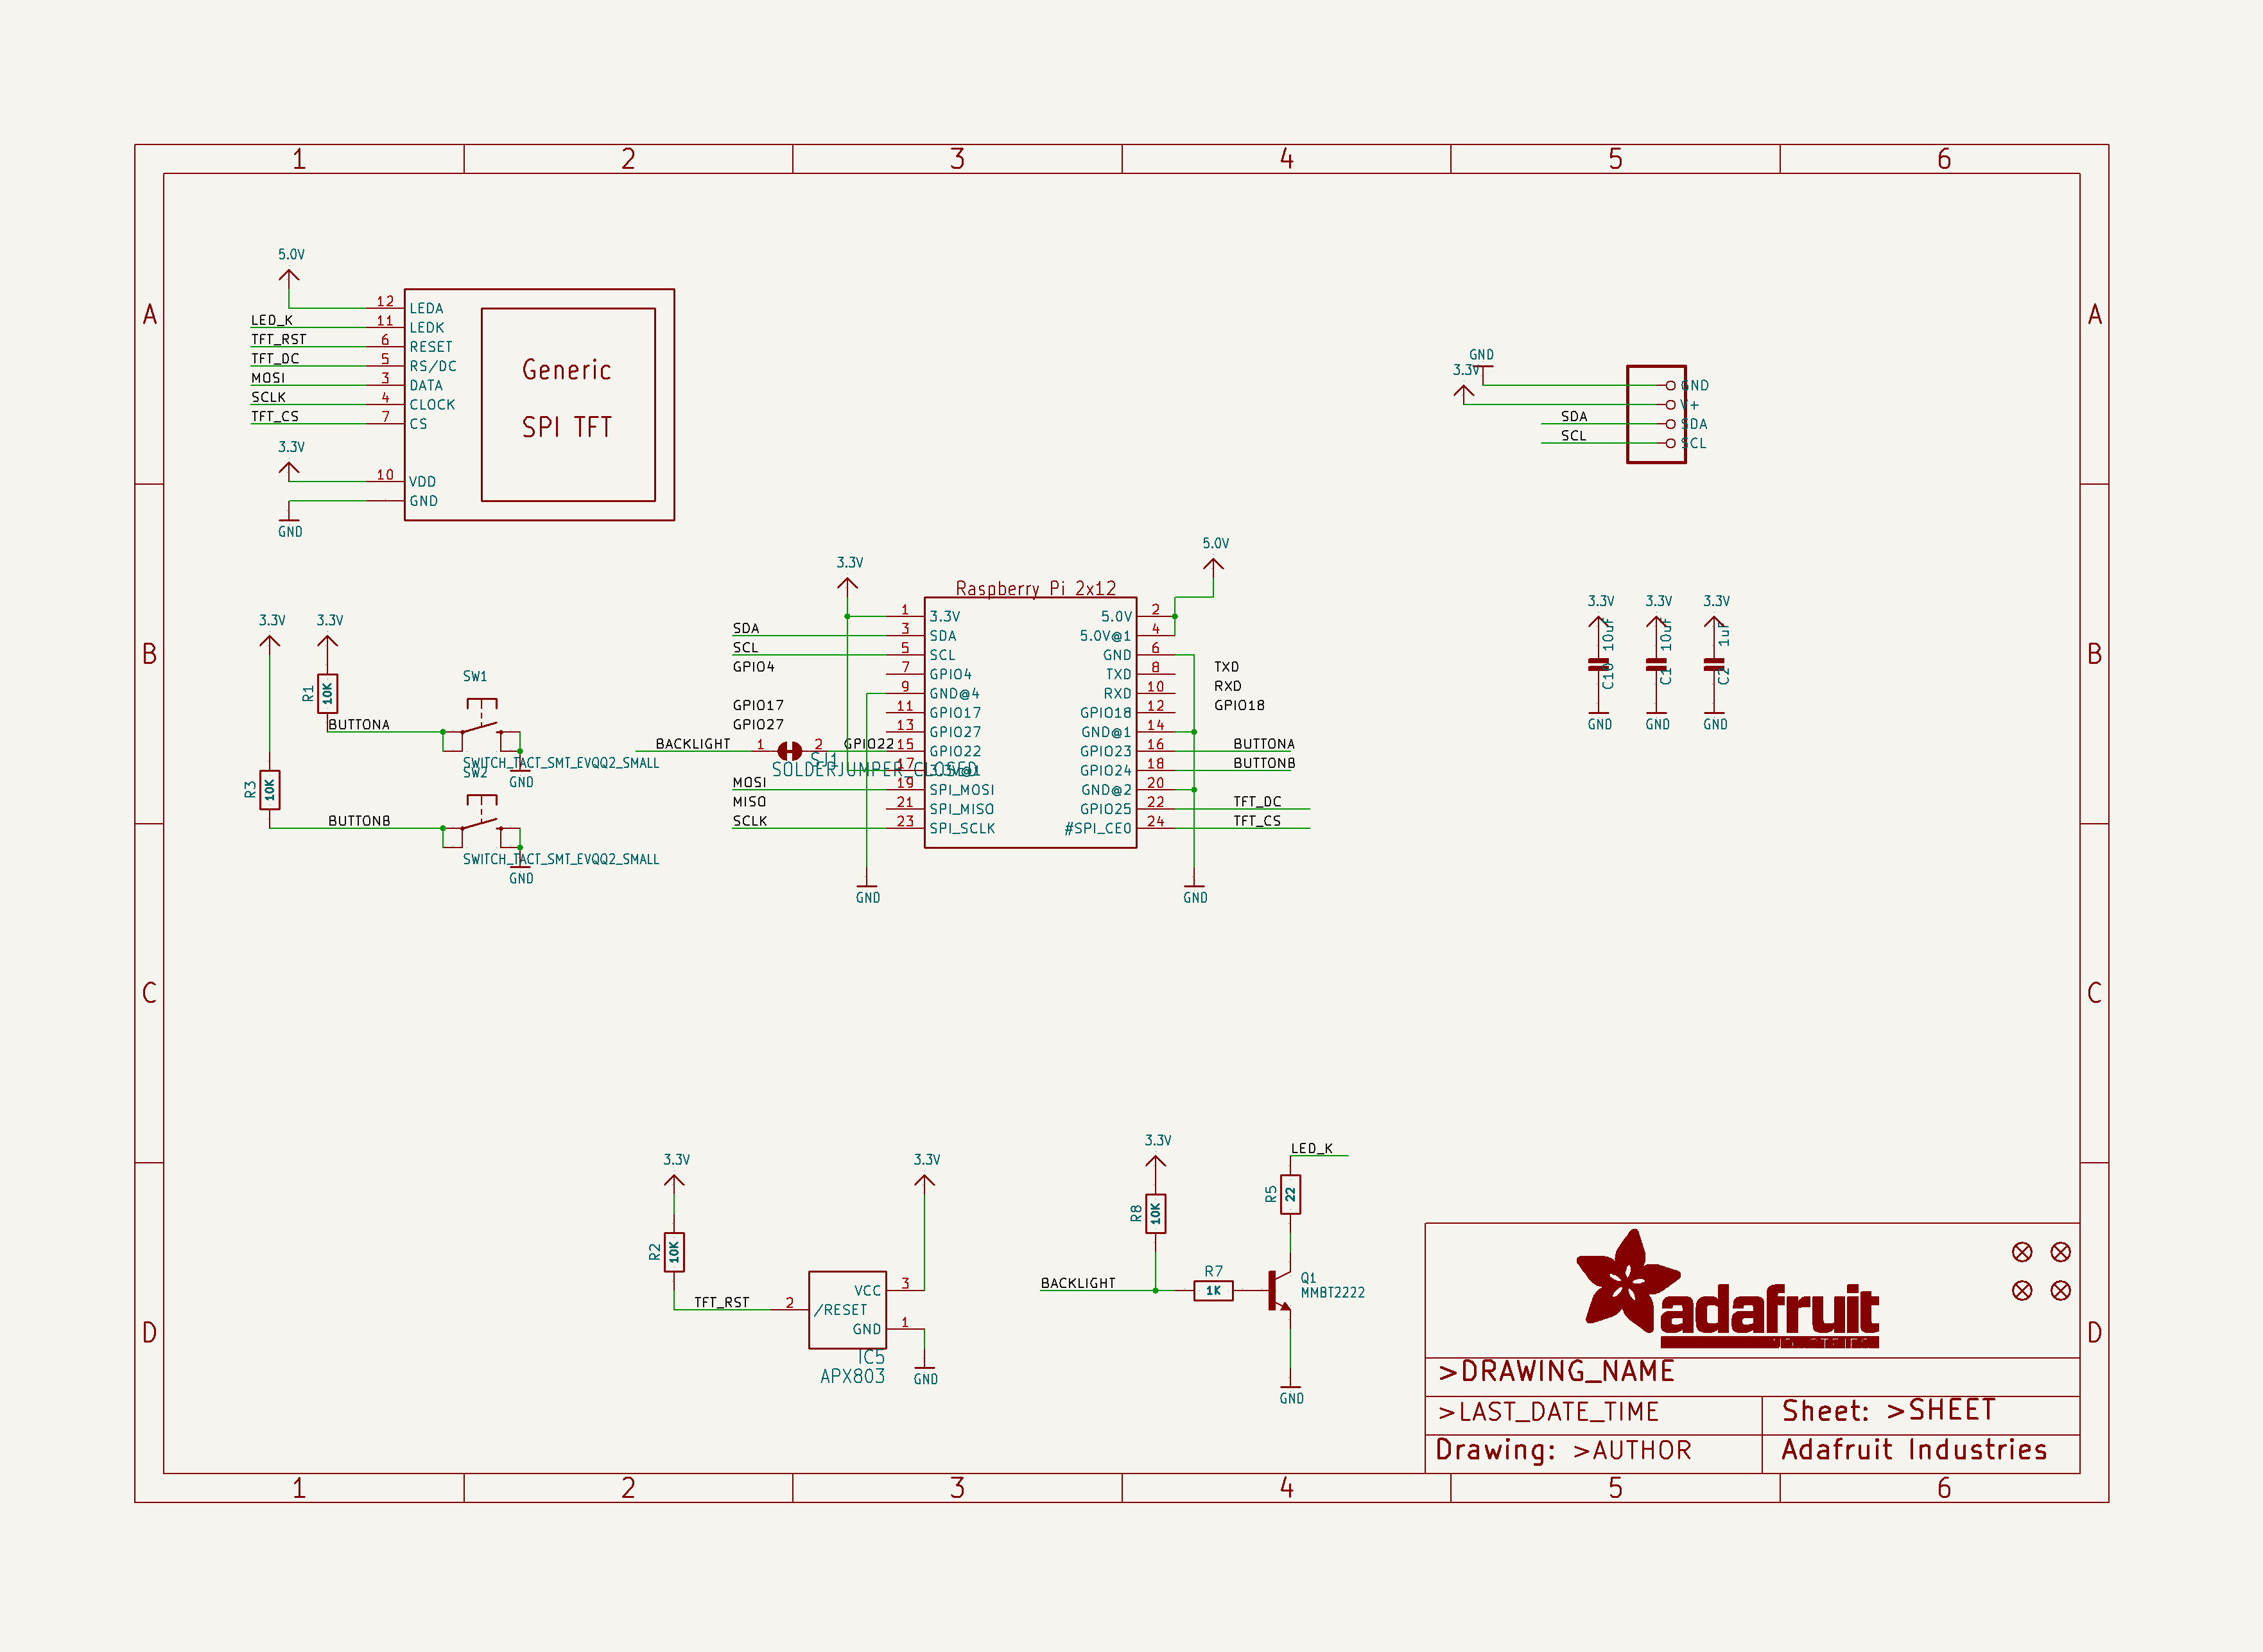 1 2 3 4 5 6
A A
5.0V
12 LEDA
LED_K 11 LEDK
TFT_RST 6 RESET
TFT_DC 5 RS/DC
MOSI 3 DATA
SCLK 4 CLOCK
TFT_CS 7 CS
3.3V
10 VDD
GND
GND
Generic
SPI TFT
GND
3.3V
GND
V+
SDA SDA
SCL SCL
B B
3.3V 3.3V
R1 10K
BUTTONA
SW1
SWITCH_TACT_SMT_EVQQ2_SMALL
GND
R3 10K
BUTTONB
SW2
SWITCH_TACT_SMT_EVQQ2_SMALL
GND
3.3V
5.0V
Raspberry Pi 2x12
1 3.3V 5.0V 2
SDA 3 SDA 5.0V@1 4
SCL 5 SCL GND 6
GPIO4 7 GPIO4 TXD 8 TXD
9 GND@4 RXD 10 RXD
GPIO17 11 GPIO17 GPIO18 12 GPIO18
GPIO27 13 GPIO27 GND@1 14
BACKLIGHT 1 2 GPIO22 15 GPIO22 GPIO23 16 BUTTONA
SJ1
SOLDERJUMPER_CLOSED
17 3.3V@1 GPIO24 18 BUTTONB
MOSI 19 SPI_MOSI GND@2 20
MISO 21 SPI_MISO GPIO25 22 TFT_DC
SCLK 23 SPI_SCLK #SPI_CE0 24 TFT_CS
GND GND
3.3V 3.3V 3.3V
10uF 10uF 1uF
C10 C1 C2
GND GND GND
C C
3.3V
R2 10K
TFT_RST 2 /RESET
3.3V
VCC 3
GND 1
IC5
APX803
GND
3.3V
R8 10K
BACKLIGHT
R7
1K
LED_K
R5 22
Q1
MMBT2222
GND
D D
adafruit
>DRAWING_NAME
>LAST_DATE_TIME
Sheet: >SHEET
Drawing: >AUTHOR
Adafruit Industries
1 2 3 4 5 6